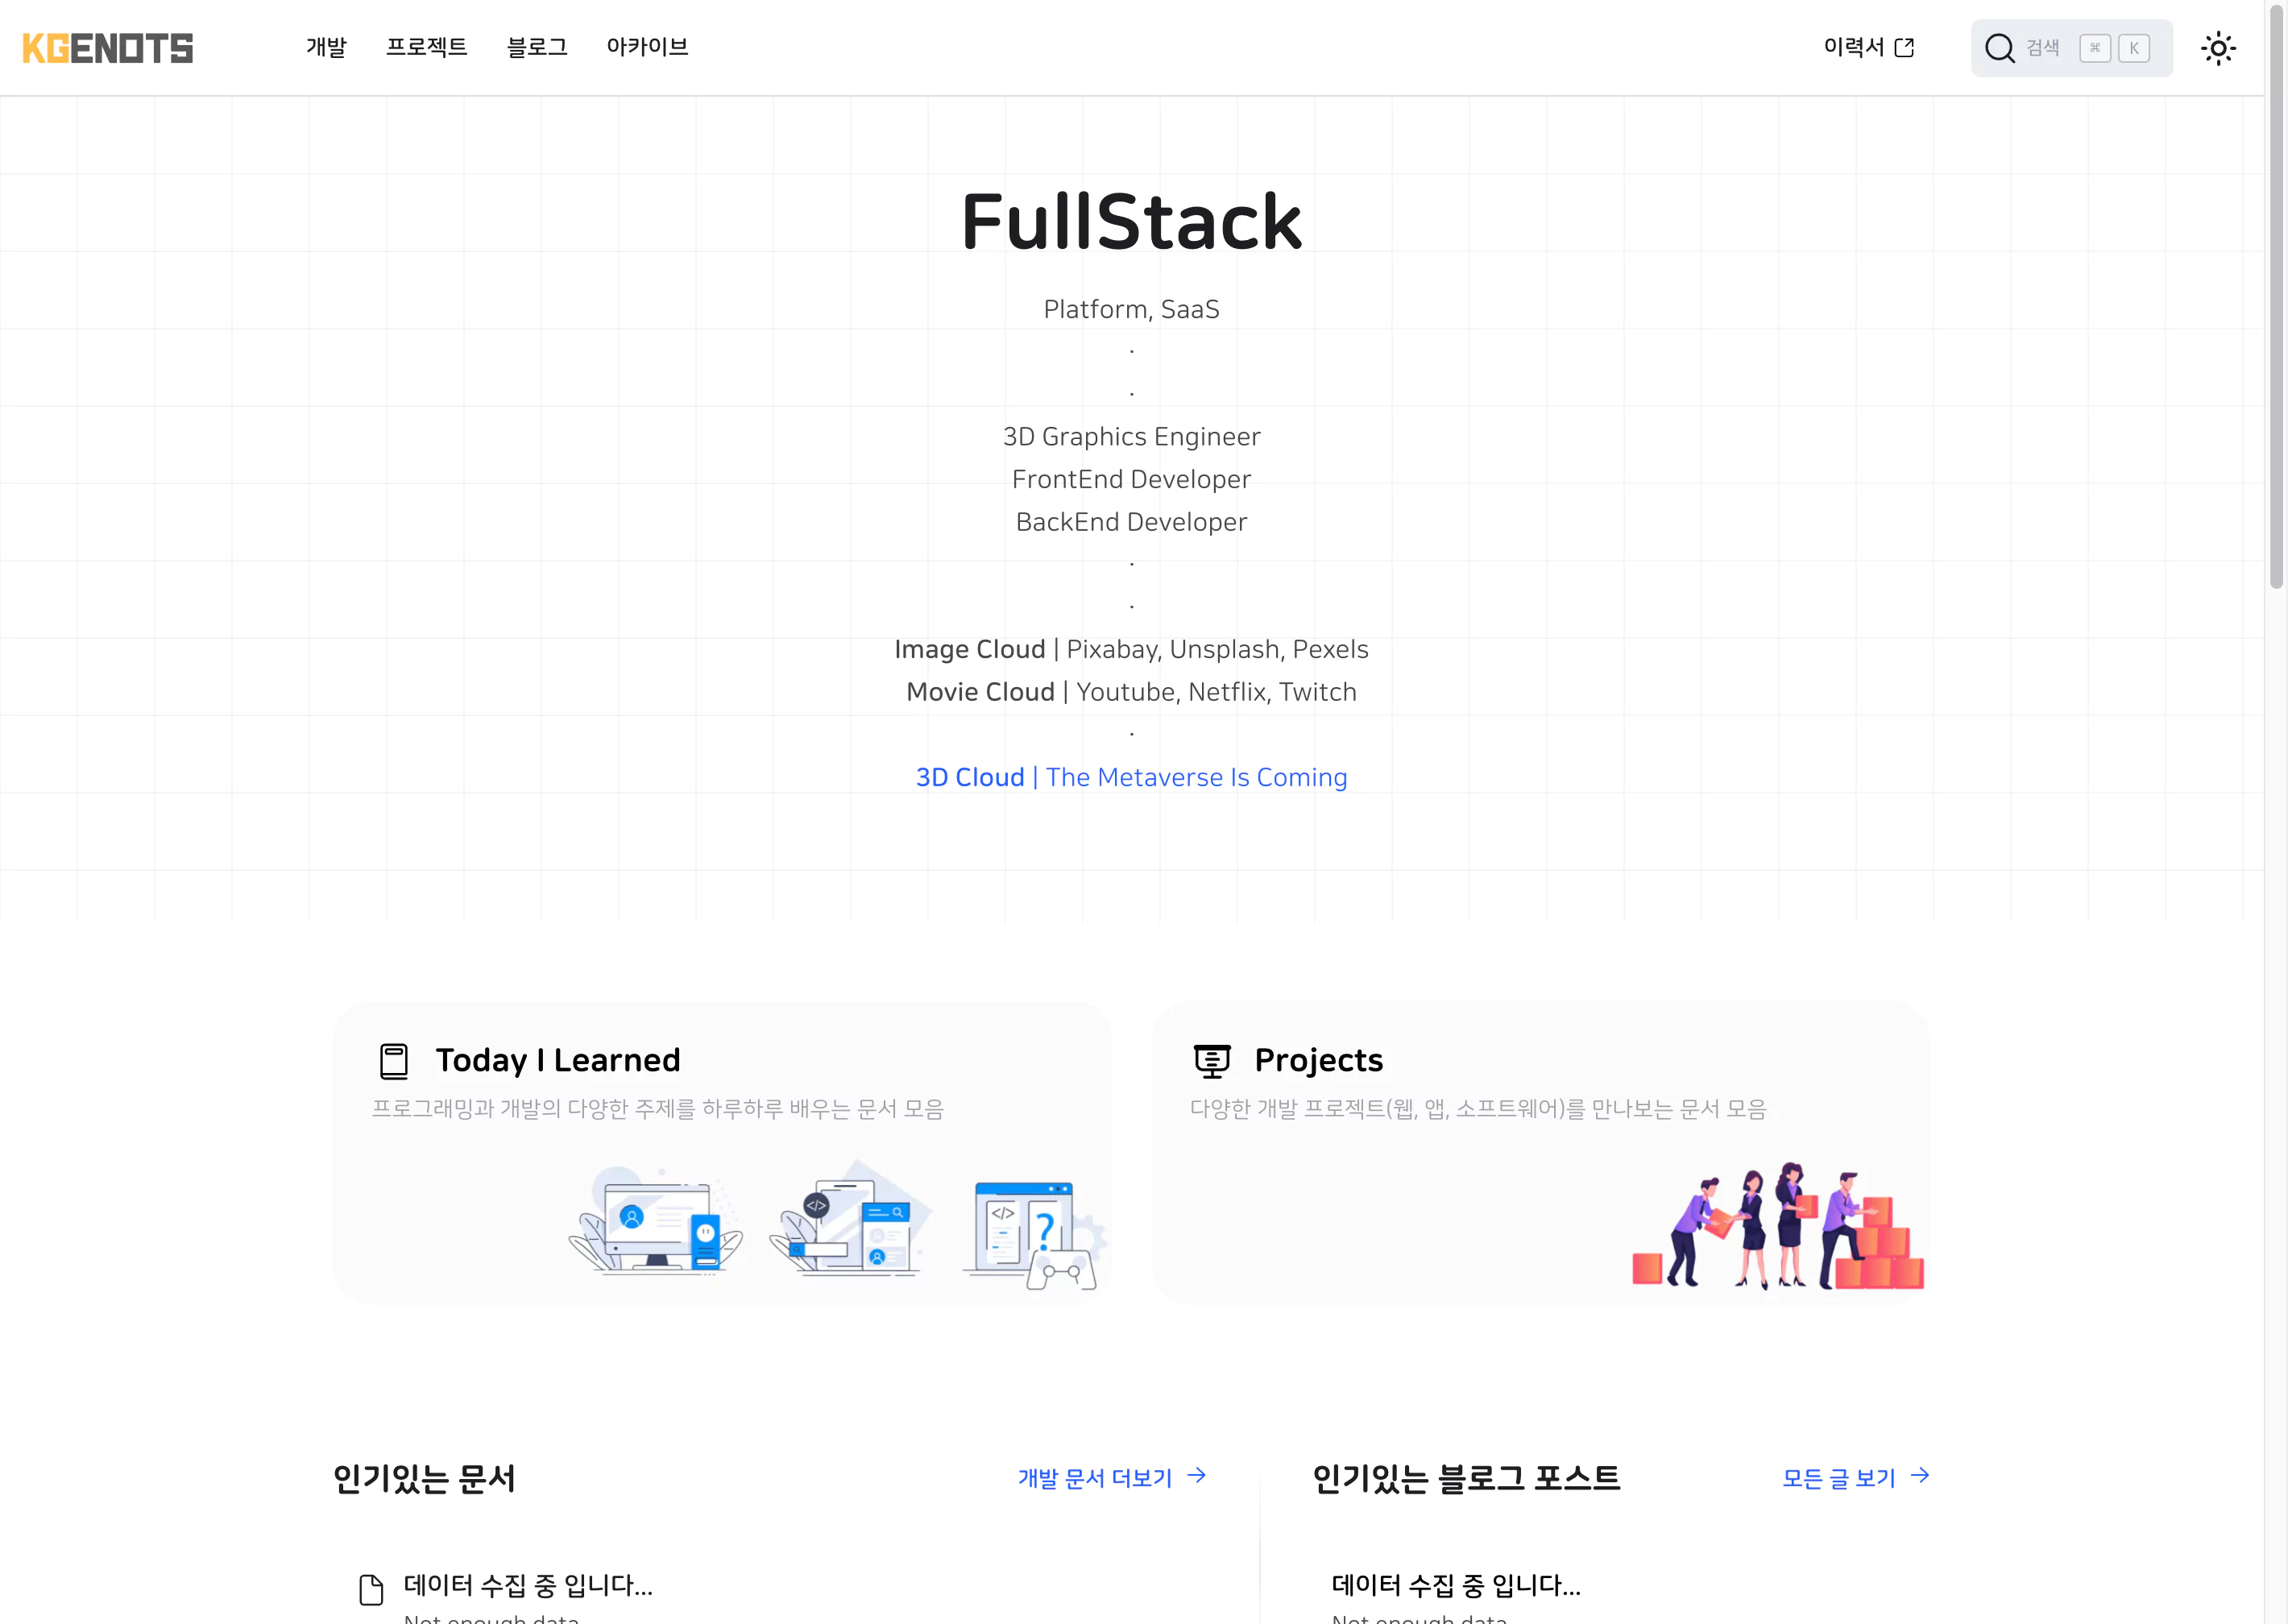 KGENOTS
개발 프로젝트 블로그 아카이브 이력서 검색 ⌘ K
FullStack
Platform, SaaS
.
.
3D Graphics Engineer
FrontEnd Developer
BackEnd Developer
.
.
Image Cloud | Pixabay, Unsplash, Pexels
Movie Cloud | Youtube, Netflix, Twitch
.
3D Cloud | The Metaverse Is Coming
Today I Learned
프로그래밍과 개발의 다양한 주제를 하루하루 배우는 문서 모음
</>
</>
?
Projects
다양한 개발 프로젝트(웹, 앱, 소프트웨어)를 만나보는 문서 모음
인기있는 문서
개발 문서 더보기 →
데이터 수집 중 입니다...
Not enough data
인기있는 블로그 포스트
모든 글 보기 →
데이터 수집 중 입니다...
Not enough data